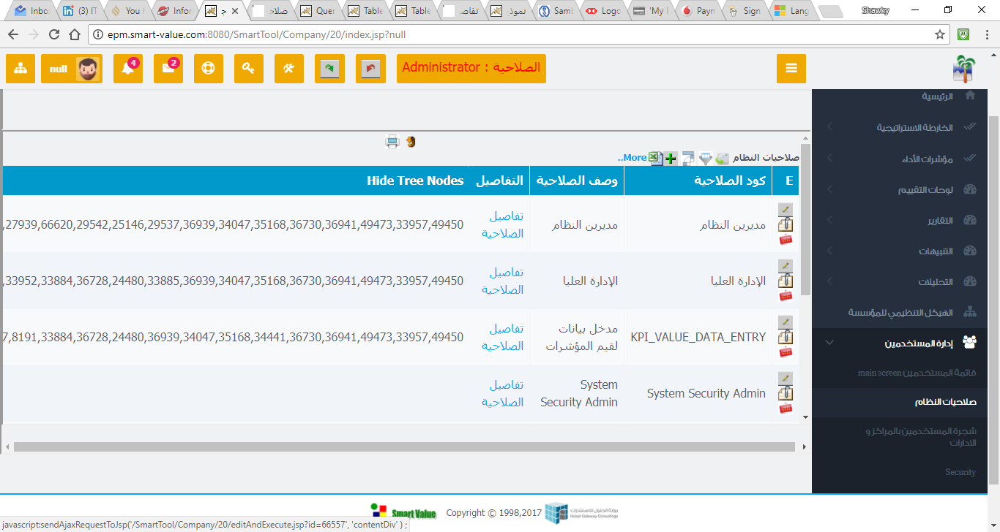 Inbo
(3) IT
You
Infor
صلاح
Quer
Table
Table
تفاص
نموذ
Saml
Logo
'My E
Payn
Sign
Lang
Shawky
epm.smart-value.com:8080/SmartTool/Company/20/index.jsp?null
null
4
2
الصلاحية : Administrator
الرئيسية
الخارطة الاستراتيجية
مؤشرات الأداء
لوحات التقييم
التقارير
التنبيهات
التحليلات
الهيكل التنظيمي للمؤسسة
إدارة المستخدمين
قائمة المستخدمين main screen
صلاحيات النظام
شجرة المستخدمين بالمراكز و
الادارات
Security
صلاحيات النظام
More..
E
كود الصلاحية
وصف الصلاحية
التفاصيل
Hide Tree Nodes
مديرين النظام
مديرين النظام
تفاصيل
الصلاحية
,27939,66620,29542,25146,29537,36939,34047,35168,36730,36941,49473,33957,49450
الإدارة العليا
الإدارة العليا
تفاصيل
الصلاحية
,33952,33884,36728,24480,33885,36939,34047,35168,36730,36941,49473,33957,49450
KPI_VALUE_DATA_ENTRY
مدخل بيانات
لقيم المؤشرات
تفاصيل
الصلاحية
7,8191,33884,36728,24480,36939,34047,35168,34441,36730,36941,49473,33957,49450
System Security Admin
System
Security Admin
تفاصيل
الصلاحية
Smart Value
Copyright © 1998,2017
بوابة الحلول للاستشارات
Hulool Gateway Consultings
javascript:sendAjaxRequestToJsp('/SmartTool/Company/20/editAndExecute.jsp?id=66557', 'contentDiv' ) ;